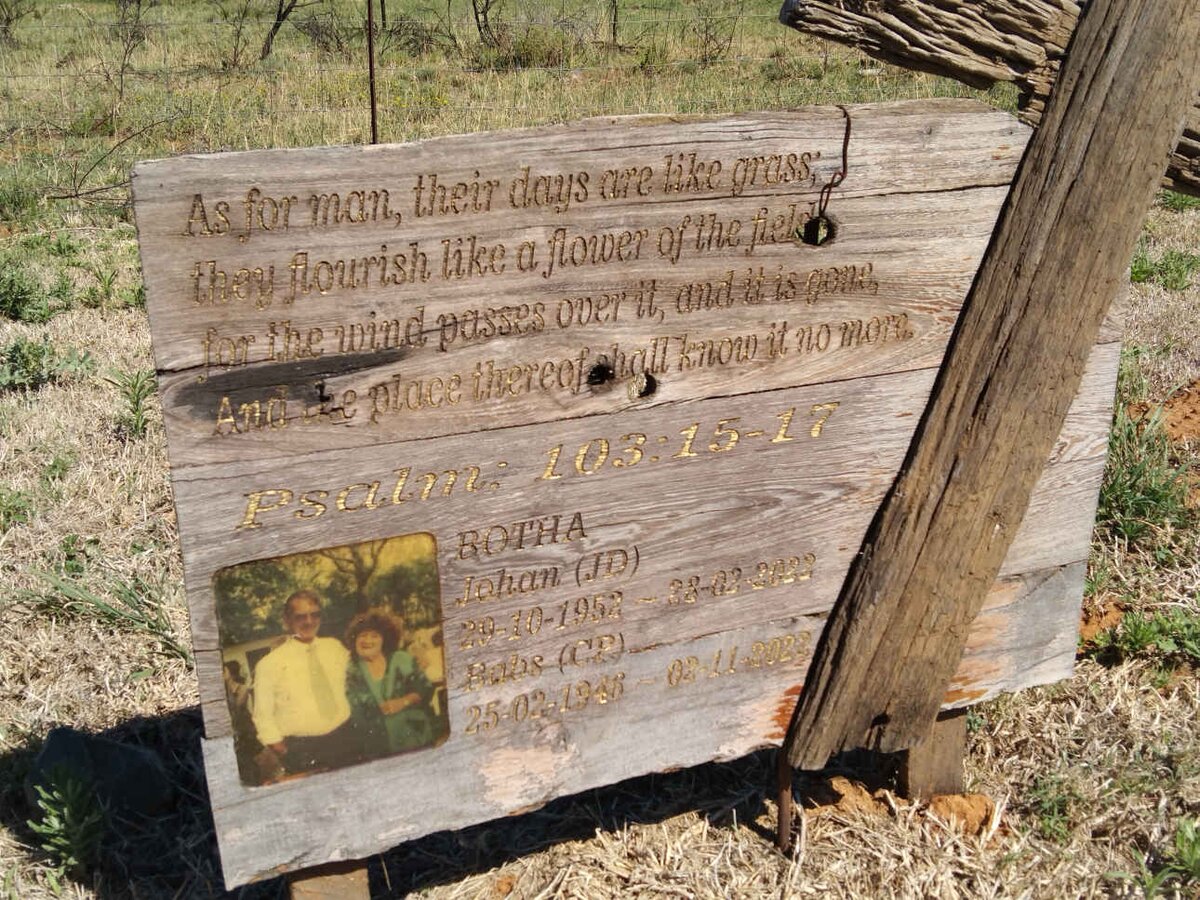 As for man, their days are like grass;
they flourish like a flower of the field
for the wind passes over it, and it is gone,
And the place thereof shall know it no more.
Psalm: 103:15-17
BOTHA
Johan (JD)
29-10-1952 - 28-02-2022
Babs (CP)
25-02-1946 - 02-11-2022